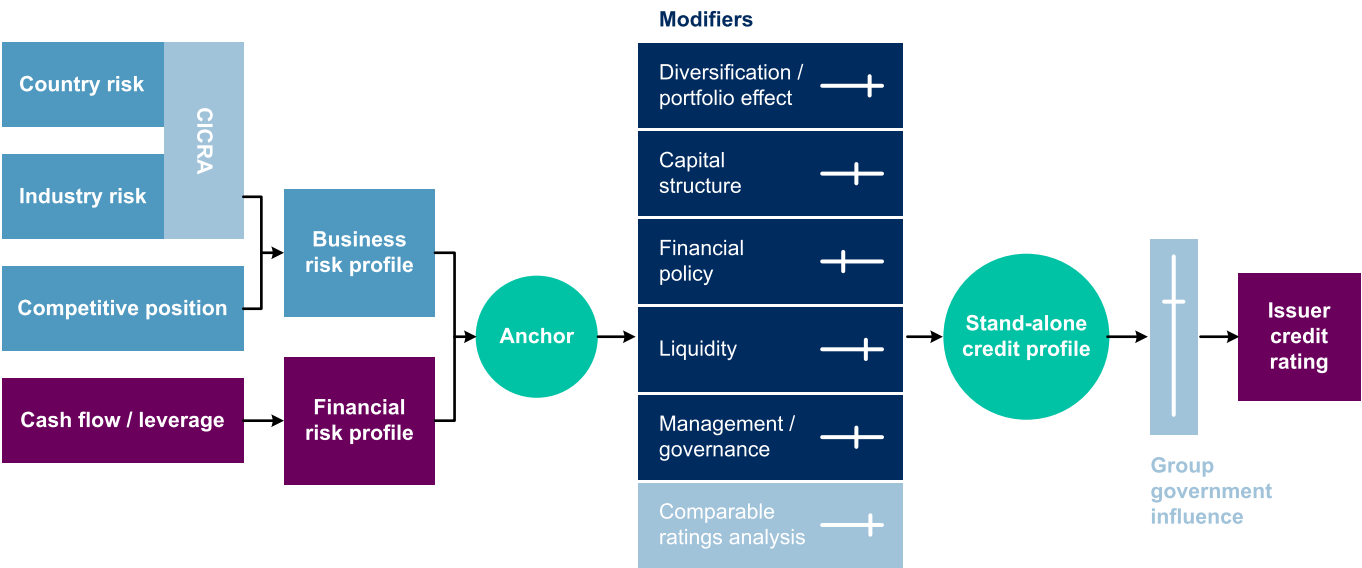 Modifiers
Country risk
CICRA
Industry risk
Competitive position
Cash flow / leverage
Business
risk profile
Financial
risk profile
Anchor
Diversification /
portfolio effect
Capital
structure
Financial
policy
Liquidity
Management /
governance
Comparable
ratings analysis
Stand-alone
credit profile
Group
government
influence
Issuer
credit
rating